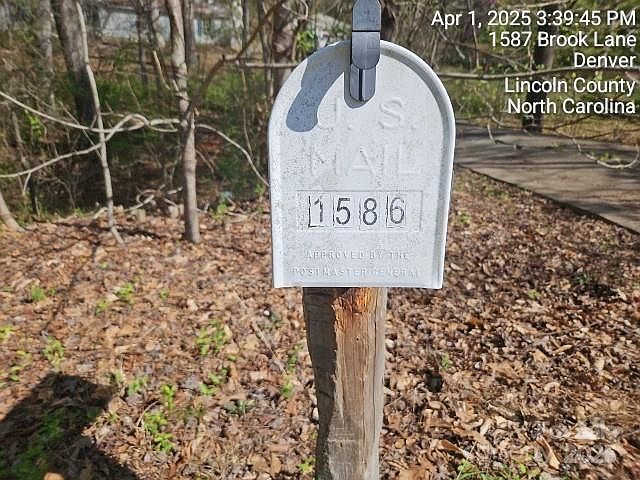 Apr 1, 2025 3:39:45 PM
1587 Brook Lane
Denver
Lincoln County
North Carolina
U. S.
MAIL
1586
APPROVED BY THE
POSTMASTER GENERAL